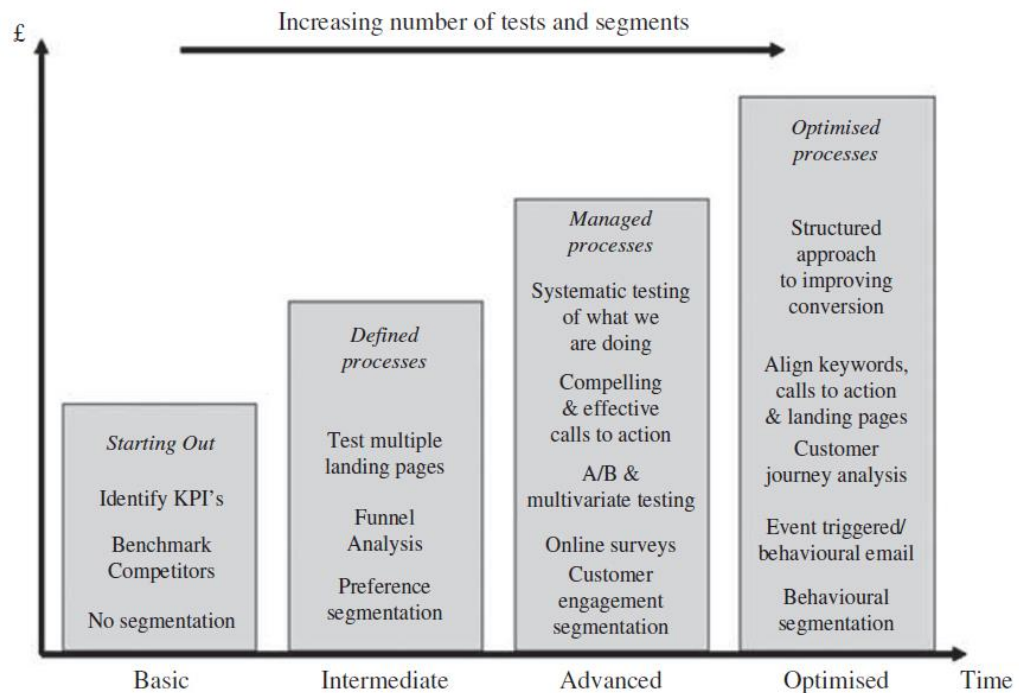 Increasing number of tests and segments
£
Starting Out
Identify KPI's
Benchmark
Competitors
No segmentation
Defined
processes
Test multiple
landing pages
Funnel
Analysis
Preference
segmentation
Managed
processes
Systematic testing
of what we
are doing
Compelling
& effective
calls to action
A/B &
multivariate testing
Online surveys
Customer
engagement
segmentation
Optimised
processes
Structured
approach
to improving
conversion
Align keywords,
calls to action
& landing pages
Customer
journey analysis
Event triggered/
behavioural email
Behavioural
segmentation
Basic
Intermediate
Advanced
Optimised
Time